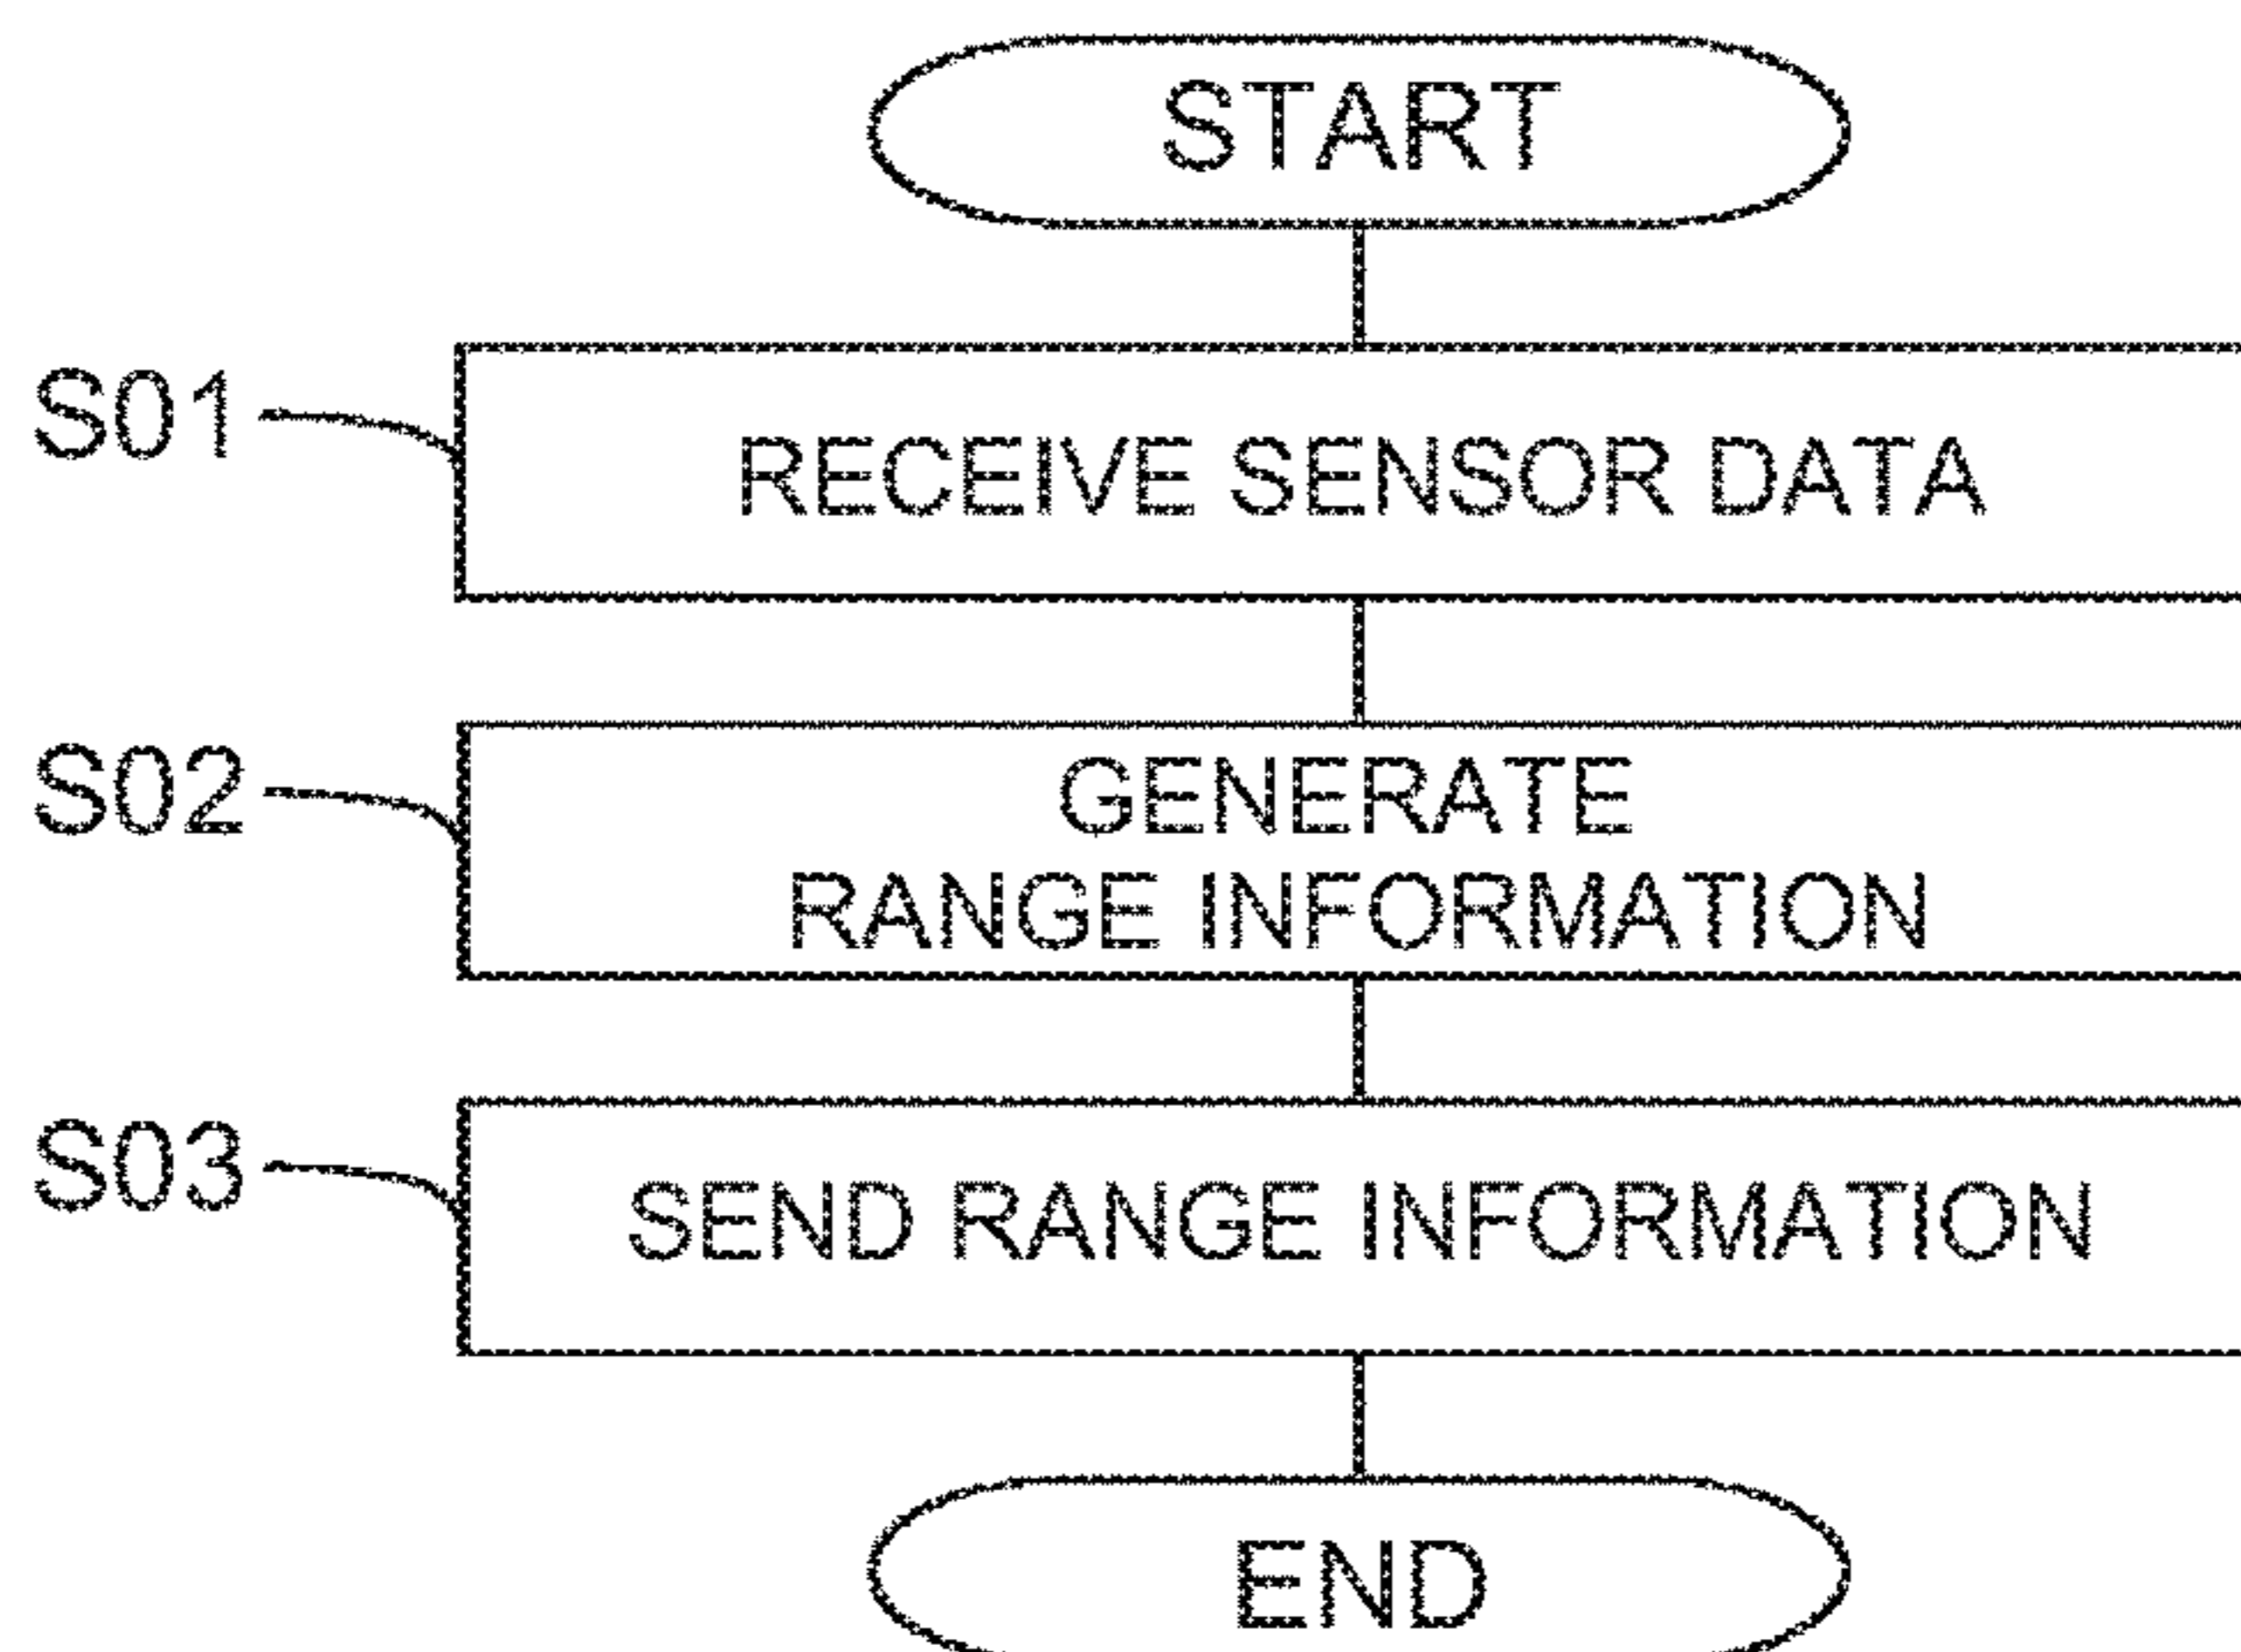 START
S01
RECEIVE SENSOR DATA
S02
GENERATE
RANGE INFORMATION
S03
SEND RANGE INFORMATION
END